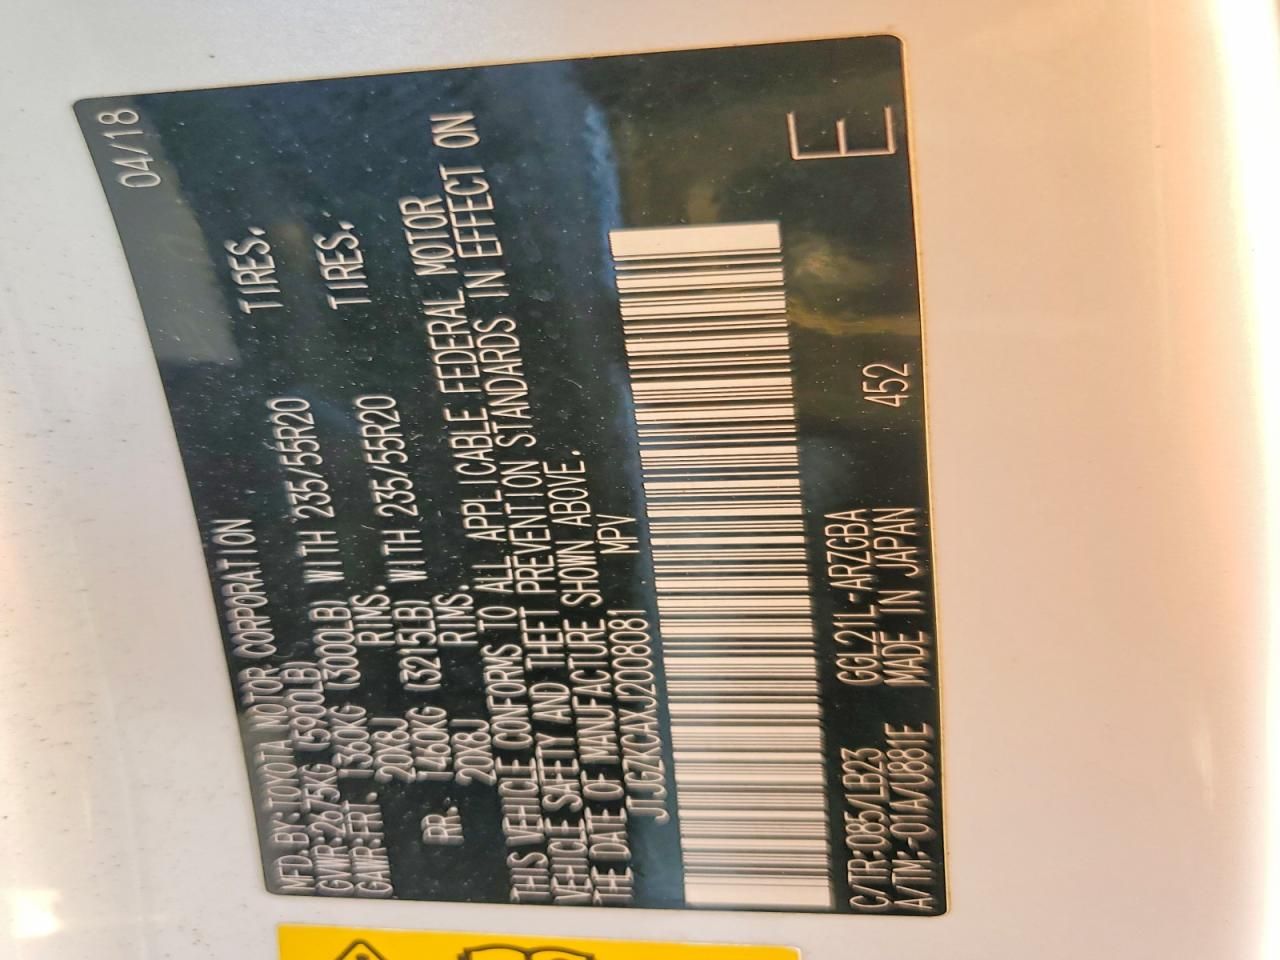 04/18
MFD.BY:TOYOTA MOTOR CORPORATION
GVWR:2675KG (5900LB)
GAWR:FRT. 1360KG (3000LB) WITH 235/55R20 TIRES.
20X8J RIMS.
RR. 1460KG (3215LB) WITH 235/55R20 TIRES.
20X8J RIMS.
THIS VEHICLE CONFORMS TO ALL APPLICABLE FEDERAL MOTOR
VEHICLE SAFETY AND THEFT PREVENTION STANDARDS IN EFFECT ON
THE DATE OF MANUFACTURE SHOWN ABOVE.
JTJGZKCAXJ2008081 MPV
C/TR:085/LB23 GGL21L-ARZGBA 452
A/TM:-01A/U881E MADE IN JAPAN
E